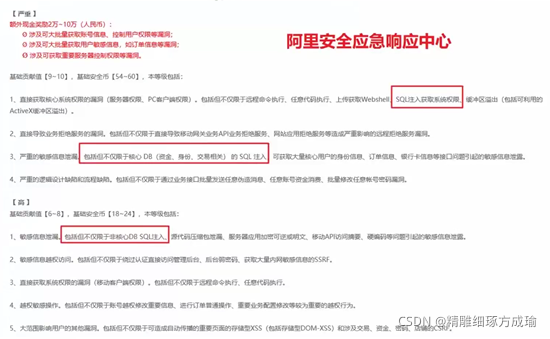 【 严重 】
额外现金奖励2万~10万（人民币）：
❶ 涉及可大批量获取账号信息、控制用户权限等漏洞；
❷ 涉及可大批量获取用户敏感信息，如订单信息等漏洞；
❸ 涉及可获取重要服务器控制权限等漏洞。
阿里安全应急响应中心
基础贡献值【9~10】，基础安全币【54~60】，本等级包括：
1、直接获取核心系统权限的漏洞（服务器权限、PC客户端权限）。包括但不仅限于远程命令执行、任意代码执行、上传获取Webshell、SQL注入获取系统权限、缓冲区溢出（包括可利用的
ActiveX缓冲区溢出）。
2、直接导致业务拒绝服务的漏洞。包括但不仅限于直接导致移动网关业务API业务拒绝服务、网站应用拒绝服务等造成严重影响的远程拒绝服务漏洞。
3、严重的敏感信息泄漏。包括但不仅限于核心 DB（资金、身份、交易相关） 的 SQL 注入，可获取大量核心用户的身份信息、订单信息、银行卡信息等接口问题引起的敏感信息泄露。
4、严重的逻辑设计缺陷和流程缺陷。包括但不仅限于通过业务接口批量发送任意伪造消息、任意账号资金消费、批量修改任意帐号密码漏洞。
【 高 】
基础贡献值【6~8】，基础安全币【18~24】，本等级包括：
1、敏感信息泄漏。包括但不仅限于非核心DB SQL注入、源代码压缩包泄漏、服务器应用加密可逆或明文、移动API访问摘要、硬编码等问题引起的敏感信息泄露。
2、敏感信息越权访问。包括但不仅限于绕过认证直接访问管理后台、后台弱密码、获取大量内网敏感信息的SSRF。
3、直接获取系统权限的漏洞（移动客户端权限）。包括但不仅限于远程命令执行、任意代码执行。
4、越权敏感操作。包括但不仅限于账号越权修改重要信息、进行订单普通操作、重要业务配置修改等较为重要的越权行为。
5、大范围影响用户的其他漏洞。包括但不仅限于可造成自动传播的重要页面的存储型XSS（包括存储型DOM-XSS）和涉及交易、资金、密码、店铺的CSRF。
CSDN @精雕细琢方成瑜